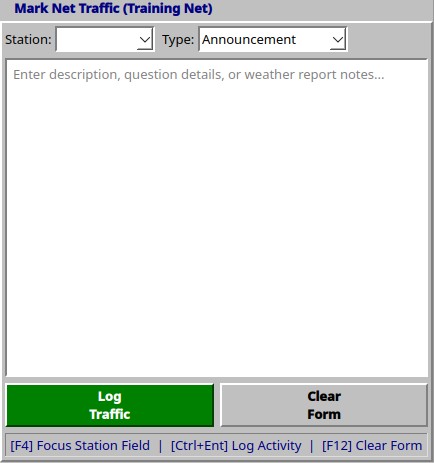 Mark Net Traffic (Training Net)
Station: Type: Announcement
Enter description, question details, or weather report notes...
Log Traffic
Clear Form
[F4] Focus Station Field | [Ctrl+Ent] Log Activity | [F12] Clear Form